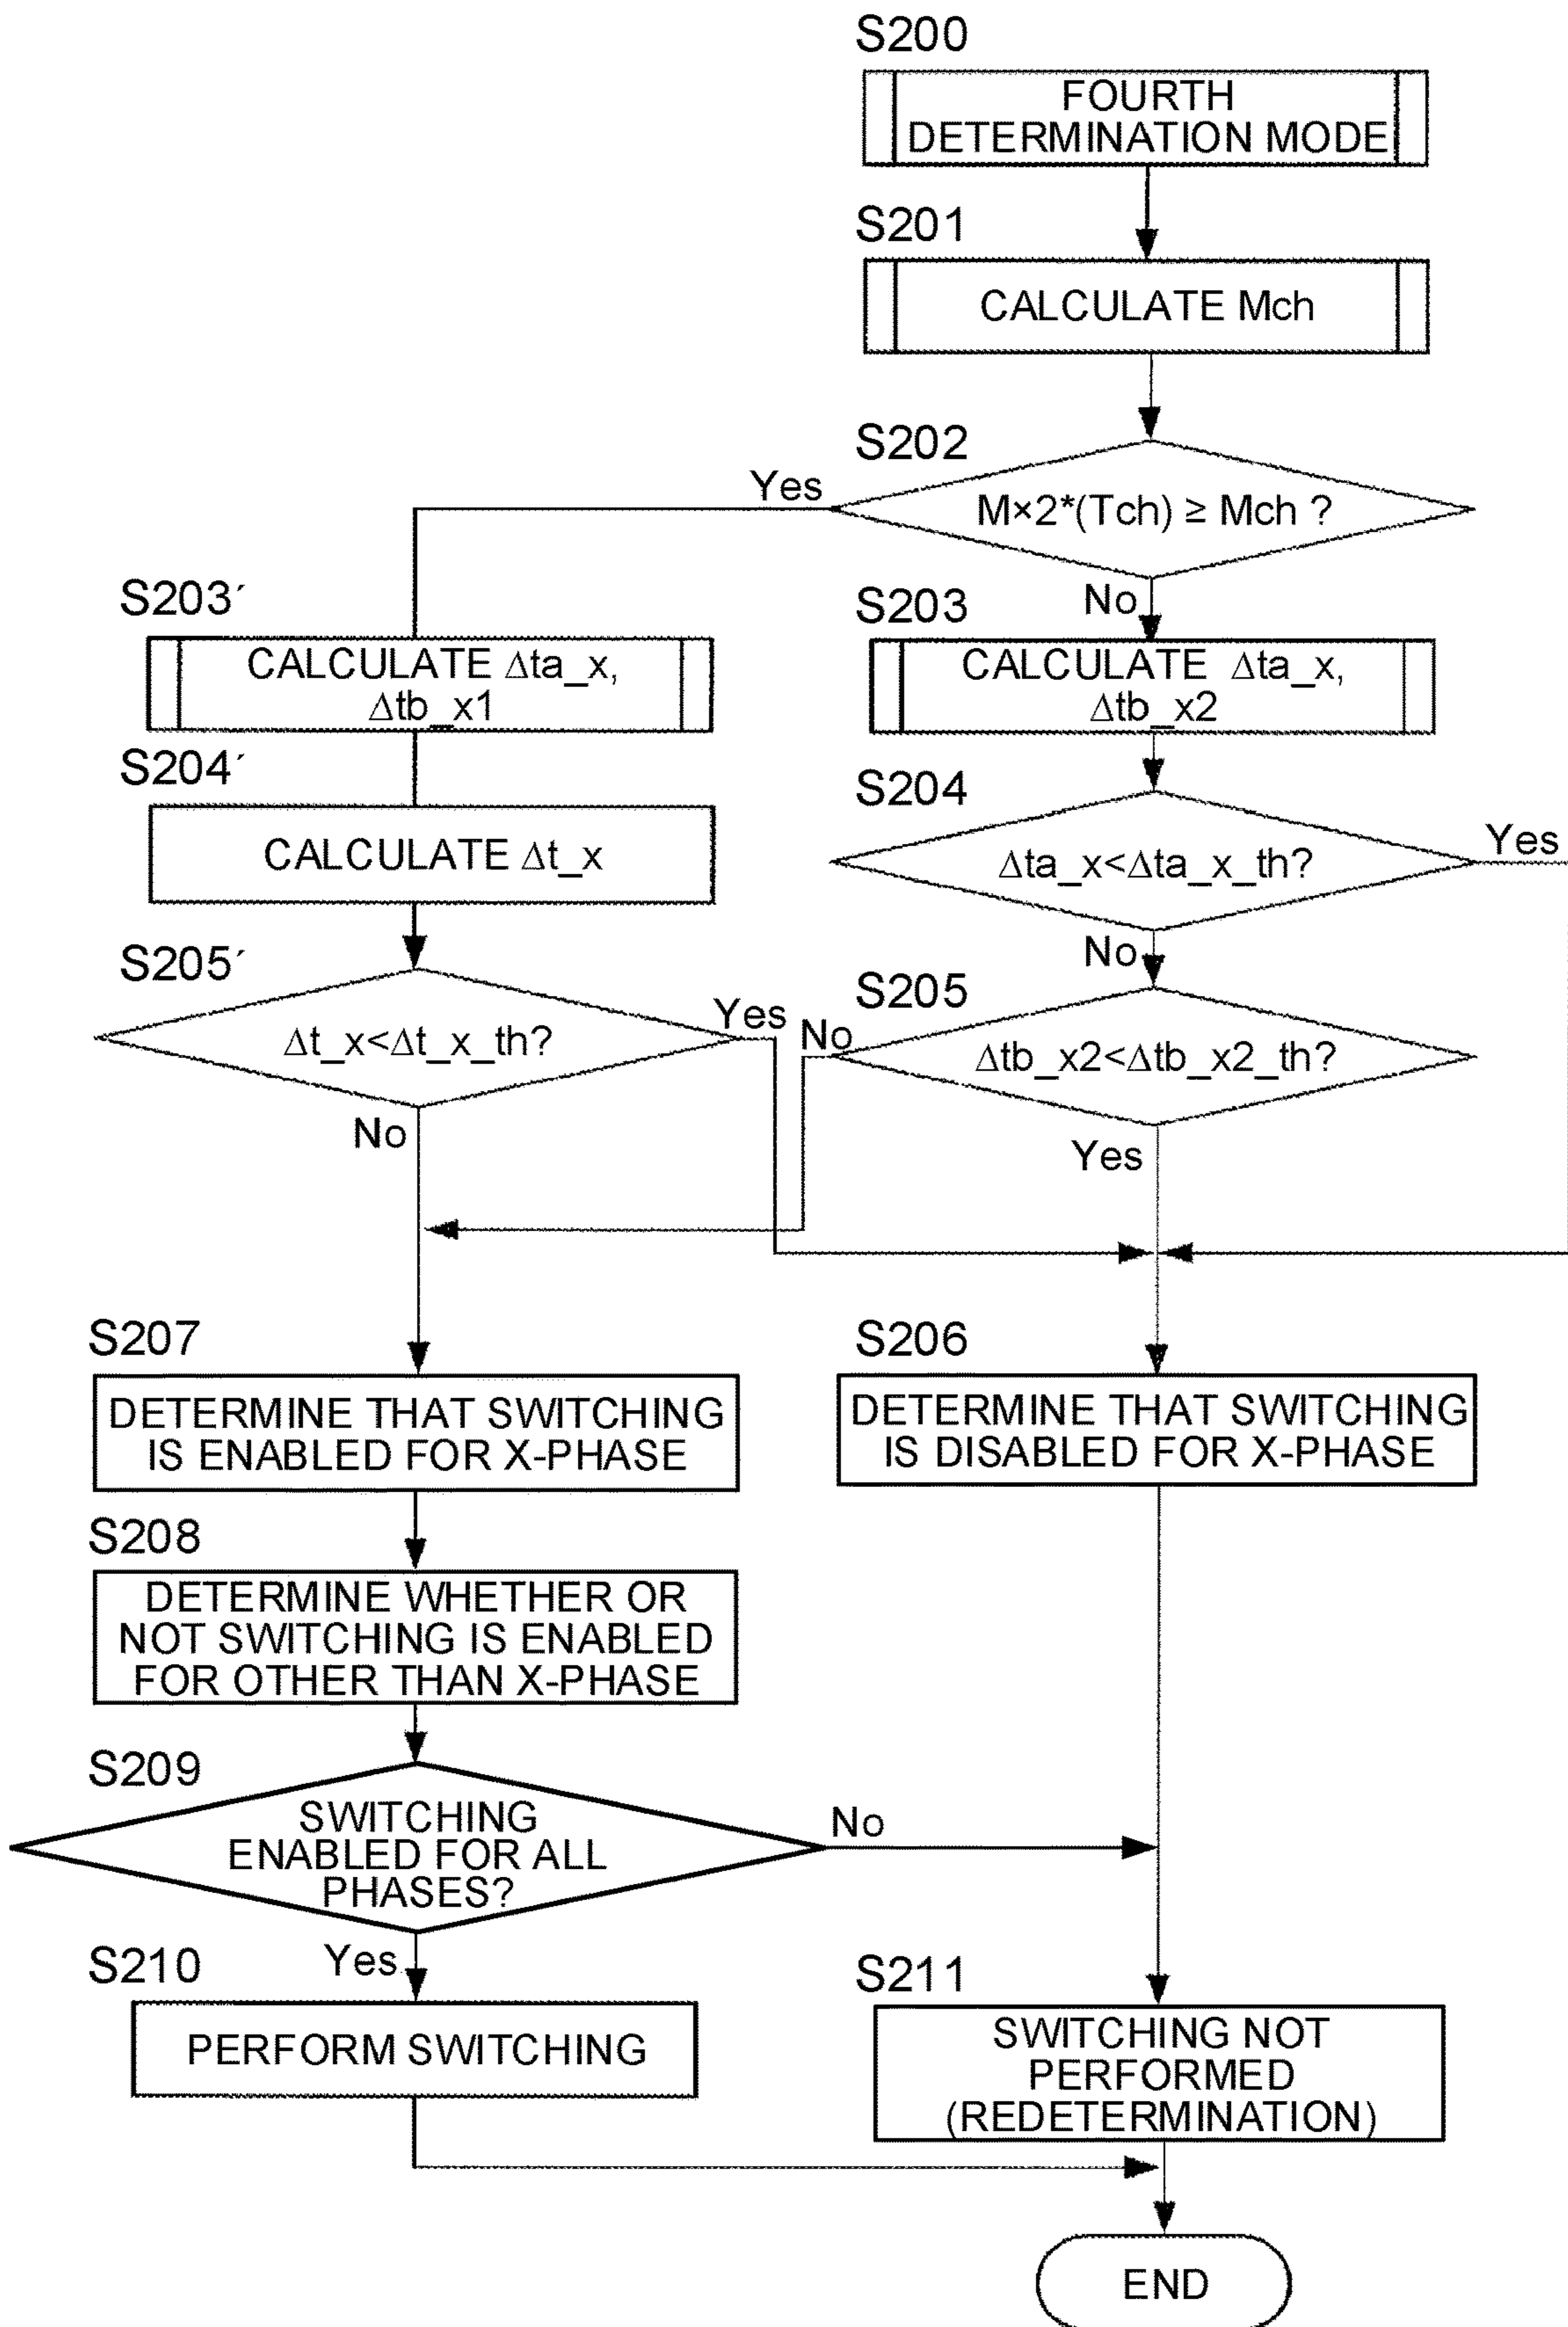 S200
FOURTH
DETERMINATION MODE
S201
CALCULATE Mch
S202
M×2*(Tch) ≥ Mch ?
Yes
No
S203´
CALCULATE Δta_x,
Δtb_x1
S203
CALCULATE Δta_x,
Δtb_x2
S204´
CALCULATE Δt_x
S204
Δta_x<Δta_x_th?
Yes
No
S205´
Δt_x<Δt_x_th?
Yes
No
S205
Δtb_x2<Δtb_x2_th?
No
Yes
S207
DETERMINE THAT SWITCHING
IS ENABLED FOR X-PHASE
S206
DETERMINE THAT SWITCHING
IS DISABLED FOR X-PHASE
S208
DETERMINE WHETHER OR
NOT SWITCHING IS ENABLED
FOR OTHER THAN X-PHASE
S209
SWITCHING
ENABLED FOR ALL
PHASES?
No
Yes
S210
PERFORM SWITCHING
S211
SWITCHING NOT
PERFORMED
(REDETERMINATION)
END